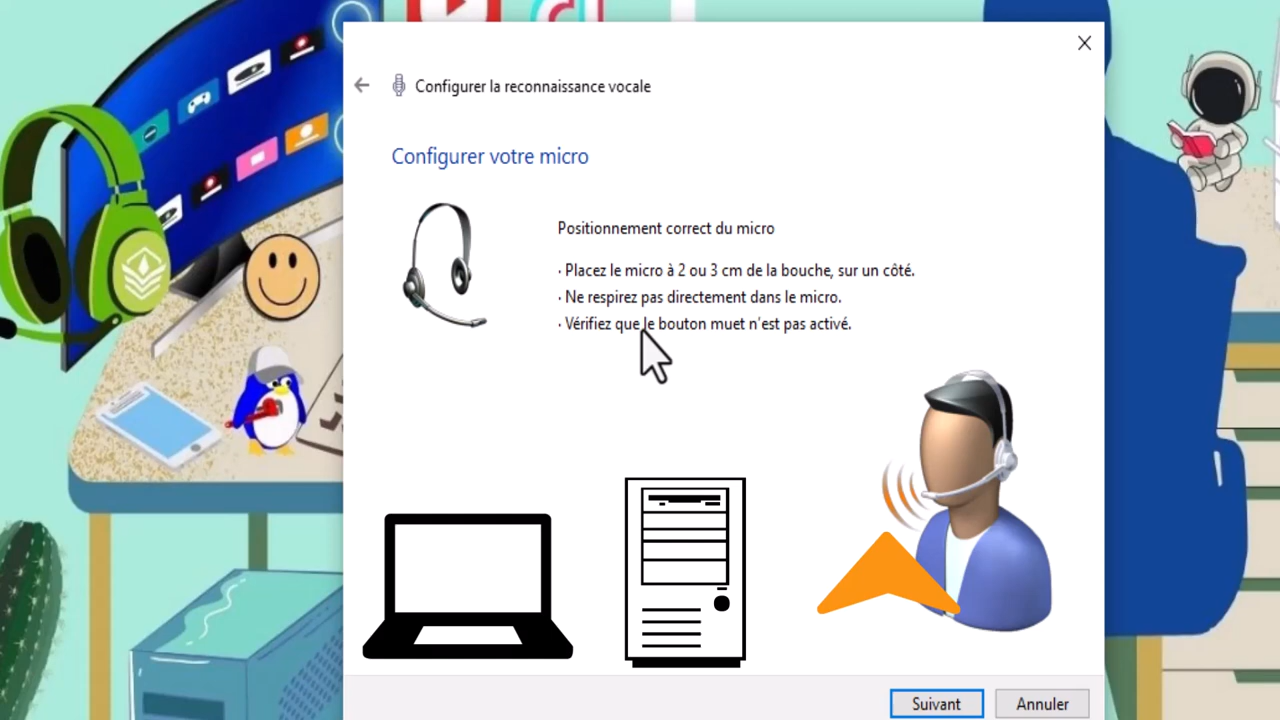 Configurer la reconnaissance vocale
Configurer votre micro
Positionnement correct du micro
· Placez le micro à 2 ou 3 cm de la bouche, sur un côté.
· Ne respirez pas directement dans le micro.
· Vérifiez que le bouton muet n'est pas activé.
Suivant
Annuler